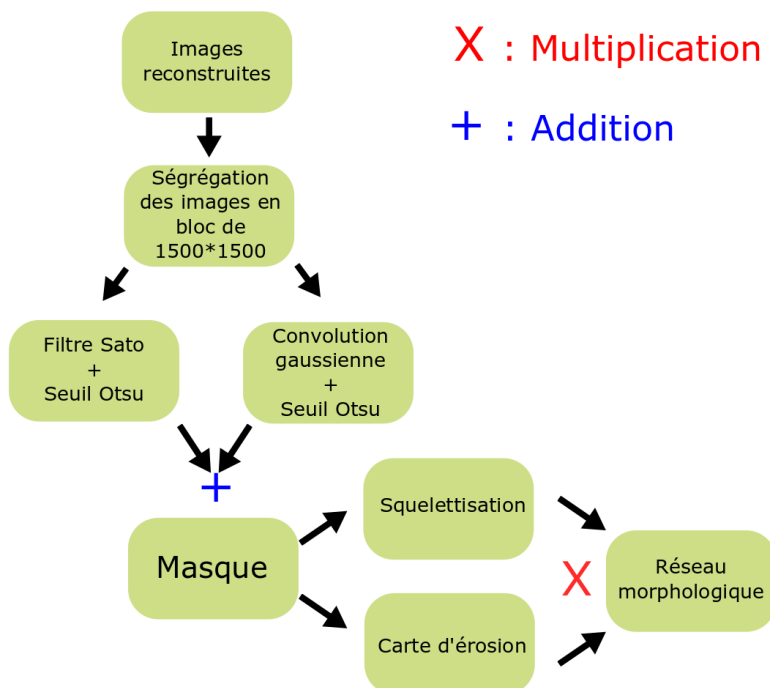 Images
reconstruites
X : Multiplication
+ : Addition
Ségrégation
des images en
bloc de
1500*1500
Filtre Sato
+
Seuil Otsu
Convolution
gaussienne
+
Seuil Otsu
+
Masque
Squelettisation
X
Réseau
morphologique
Carte d'érosion